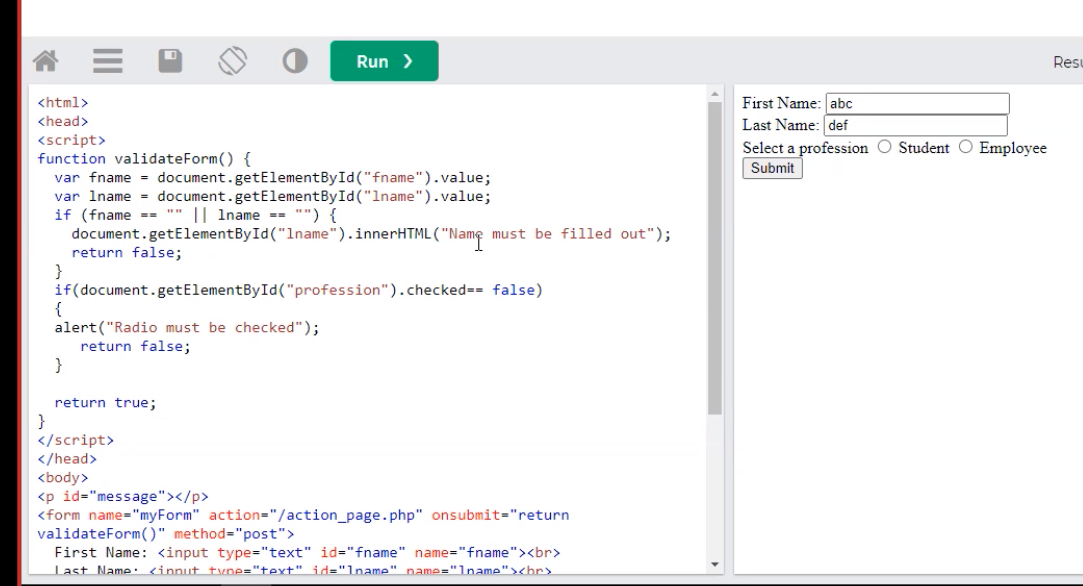 Run ❯
Resu
<html>
<head>
<script>
function validateForm() {
  var fname = document.getElementById("fname").value;
  var lname = document.getElementById("lname").value;
  if (fname == "" || lname == "") {
    document.getElementById("lname").innerHTML("Name must be filled out");
    return false;
  }
  if(document.getElementById("profession").checked== false)
  {
  alert("Radio must be checked");
     return false;
  }
  return true;
}
</script>
</head>
<body>
<p id="message"></p>
<form name="myForm" action="/action_page.php" onsubmit="return
validateForm()" method="post">
  First Name: <input type="text" id="fname" name="fname"><br>
  Last Name: <input type="text" id="lname" name="lname"><br>
First Name: abc
Last Name: def
Select a profession Student Employee
Submit